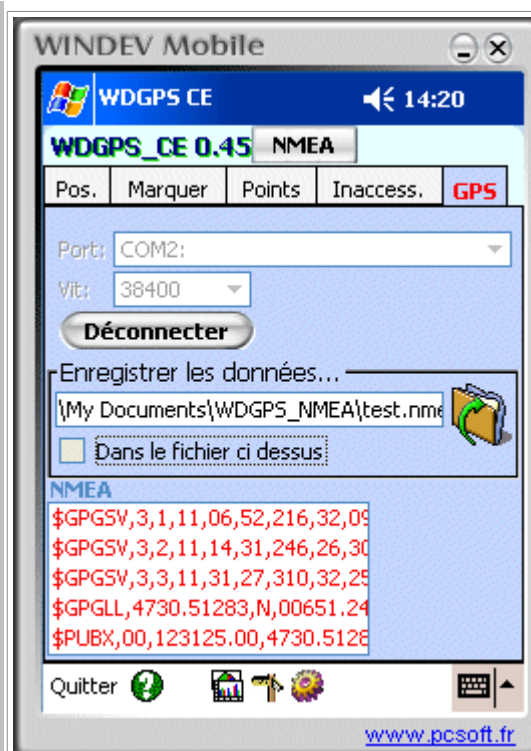 WINDEV Mobile
WDGPS CE 14:20
WDGPS_CE 0.45 NMEA
Pos. Marquer Points Inaccess. GPS
Port: COM2:
Vit: 38400
Déconnecter
Enregistrer les données...
\My Documents\WDGPS_NMEA\test.nme
Dans le fichier ci dessus
NMEA
$GPGSV,3,1,11,06,52,216,32,09
$GPGSV,3,2,11,14,31,246,26,30
$GPGSV,3,3,11,31,27,310,32,25
$GPGLL,4730.51283,N,00651.24
$PUBX,00,123125.00,4730.5128
Quitter
www.pcsoft.fr